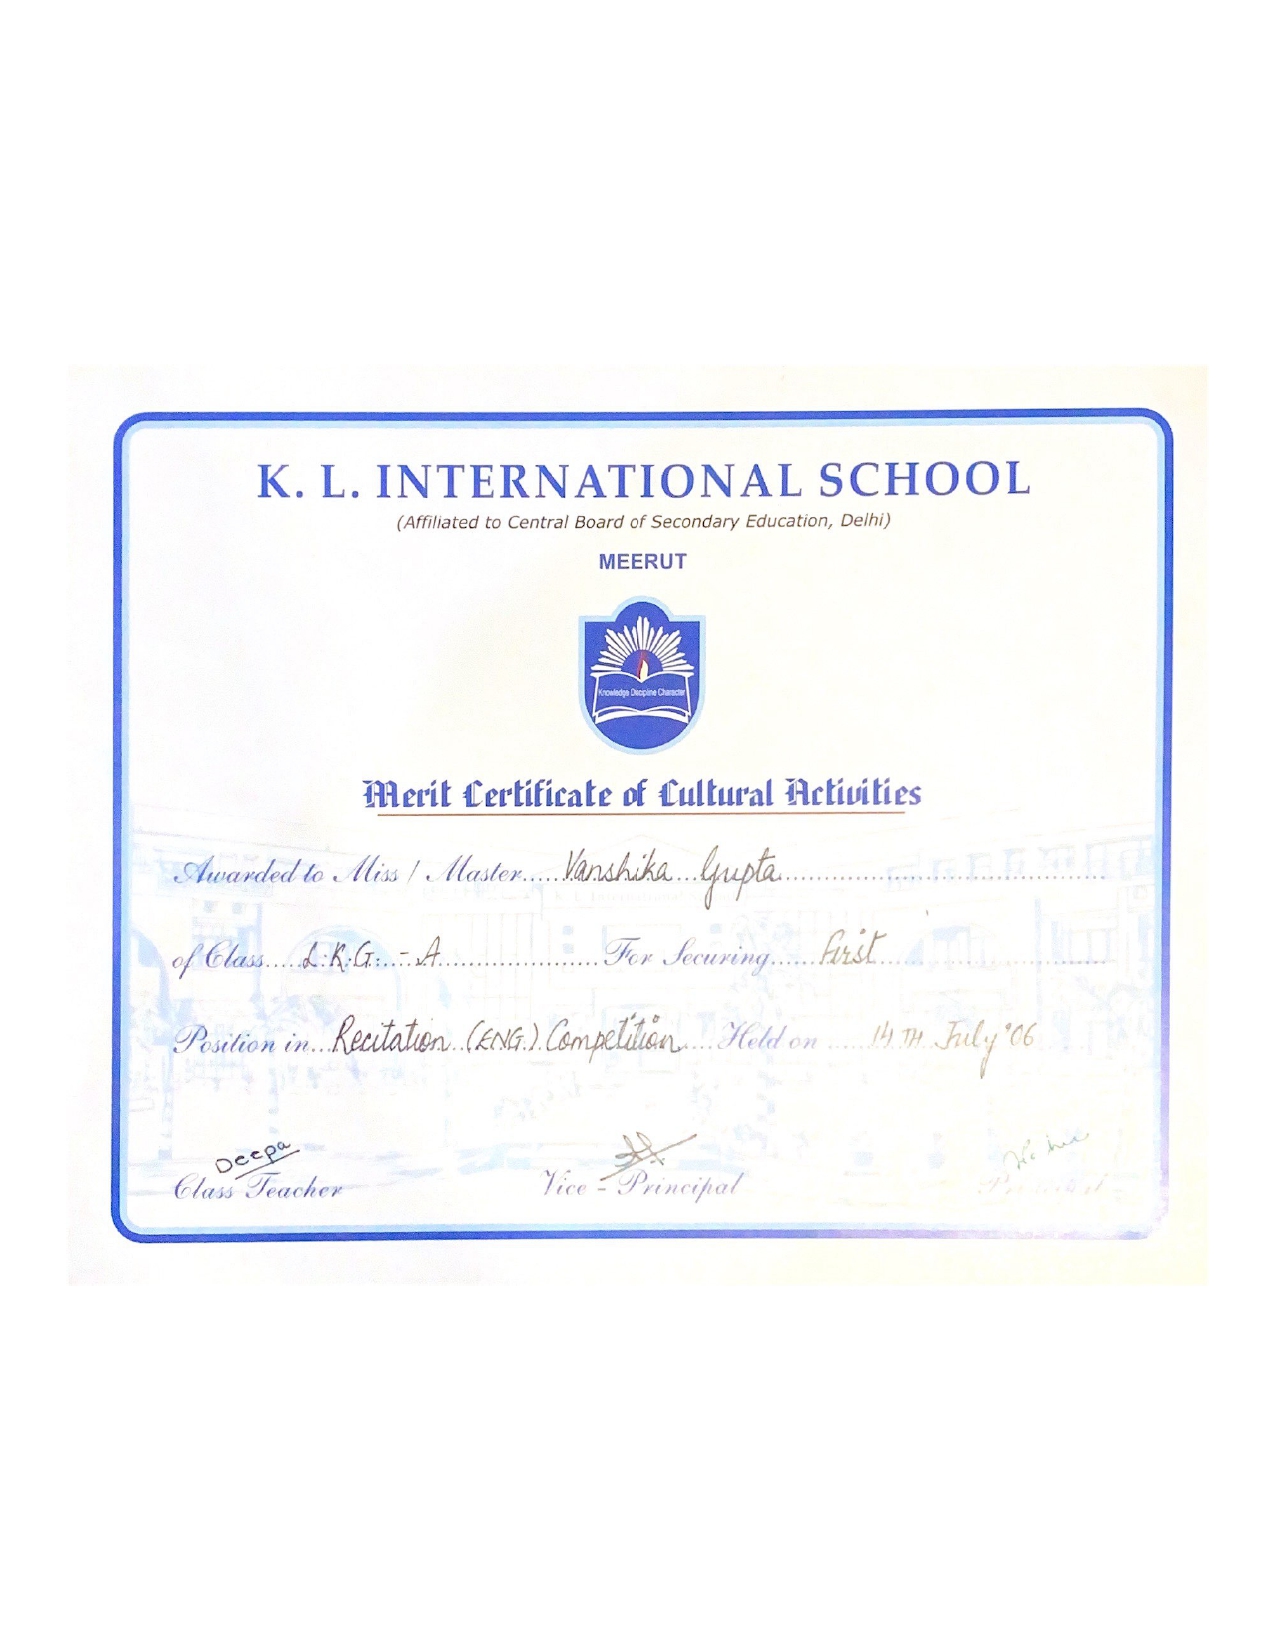 K. L. INTERNATIONAL SCHOOL
(Affiliated to Central Board of Secondary Education, Delhi)
MEERUT
Knowledge Discipline Character
Merit Certificate of Cultural Activities
Awarded to Miss / Master.....Vanshika Gupta
of Class....L.K.G. - A.....For Securing.....First
Position in...Recitation (ENG.) Competition....Held on.....14TH July '06
Deepa
Class Teacher Vice - Principal Principal